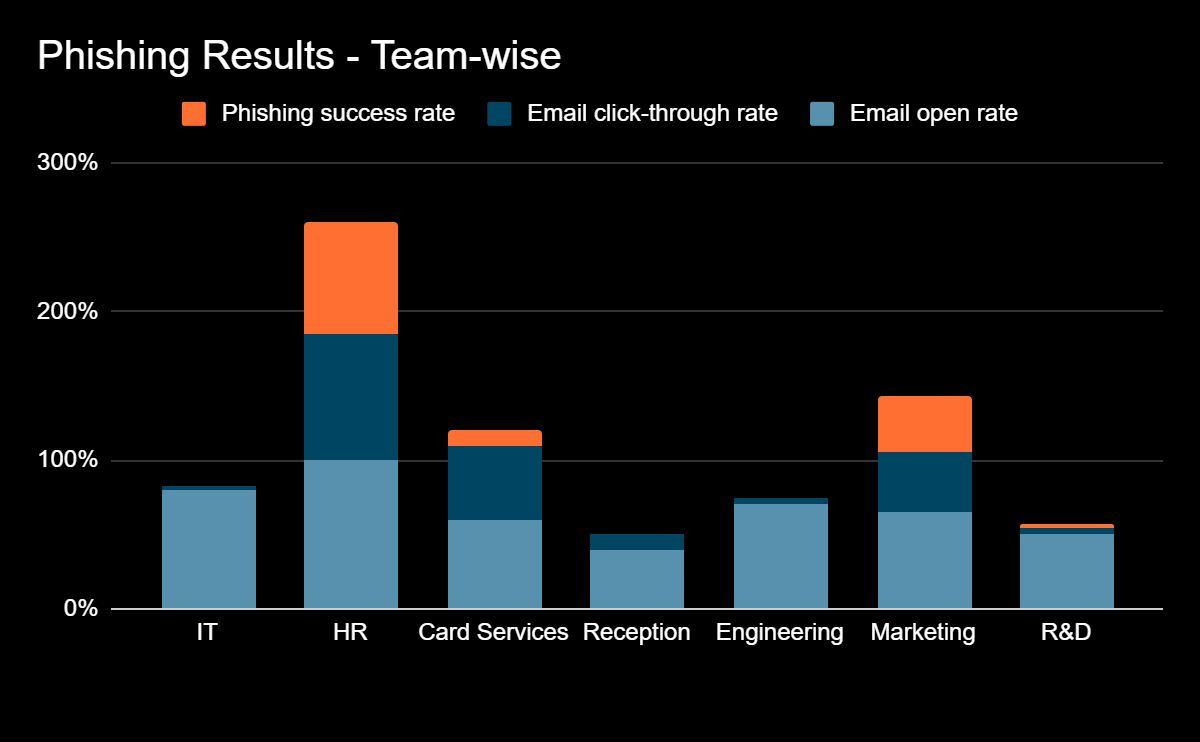 Phishing Results - Team-wise
Phishing success rate Email click-through rate Email open rate
300%
200%
100%
0%
IT HR Card Services Reception Engineering Marketing R&D